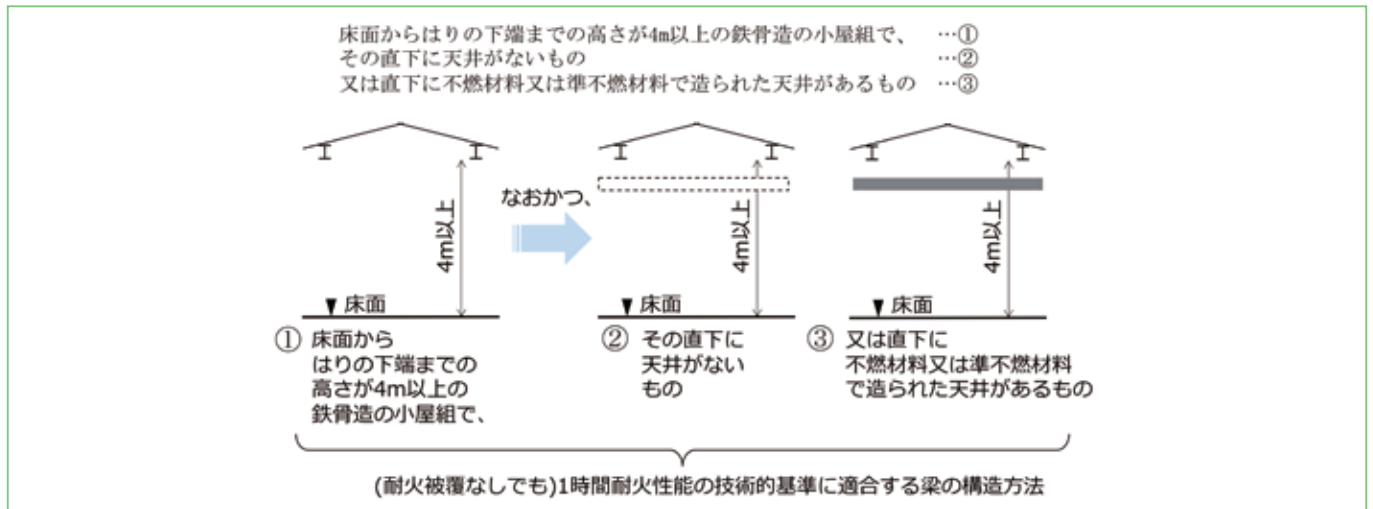 床面からはりの下端までの高さが4m以上の鉄骨造の小屋組で、 …①
その直下に天井がないもの …②
又は直下に不燃材料又は準不燃材料で造られた天井があるもの …③
4m以上
▼床面
① 床面から
はりの下端までの
高さが4m以上の
鉄骨造の小屋組で、
なおかつ、
4m以上
▼床面
② その直下に
天井がない
もの
4m以上
▼床面
③ 又は直下に
不燃材料又は準不燃材料
で造られた天井があるもの
(耐火被覆なしでも)1時間耐火性能の技術的基準に適合する梁の構造方法